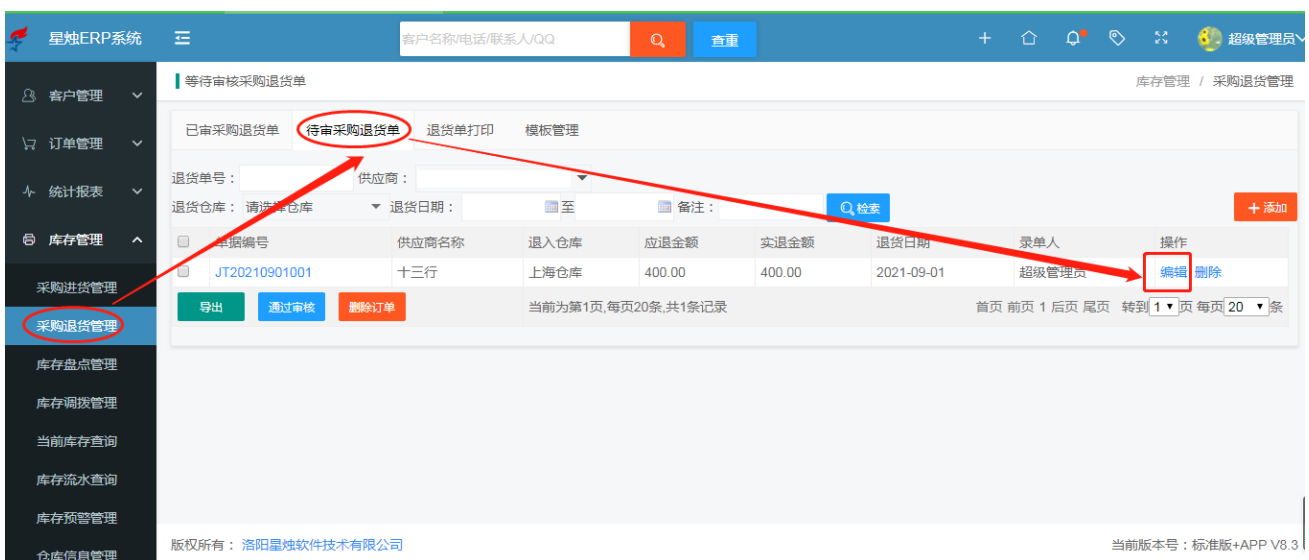 星烛ERP系统
客户名称/电话/联系人/QQ
查重
超级管理员
等待审核采购退货单
库存管理 / 采购退货管理
客户管理
订单管理
统计报表
库存管理
采购进货管理
采购退货管理
库存盘点管理
库存调拨管理
当前库存查询
库存流水查询
库存预警管理
仓库信息管理
已审采购退货单 待审采购退货单 退货单打印 模板管理
退货单号： 供应商：
退货仓库： 请选择仓库 退货日期： 至 备注： 检索 添加
单据编号 供应商名称 退入仓库 应退金额 实退金额 退货日期 录单人 操作
JT20210901001 十三行 上海仓库 400.00 400.00 2021-09-01 超级管理员 编辑 删除
导出 通过审核 删除订单 当前为第1页,每页20条,共1条记录 首页 前页 1 后页 尾页 转到 1 页 每页 20 条
版权所有： 洛阳星烛软件技术有限公司 当前版本号：标准版+APP V8.3